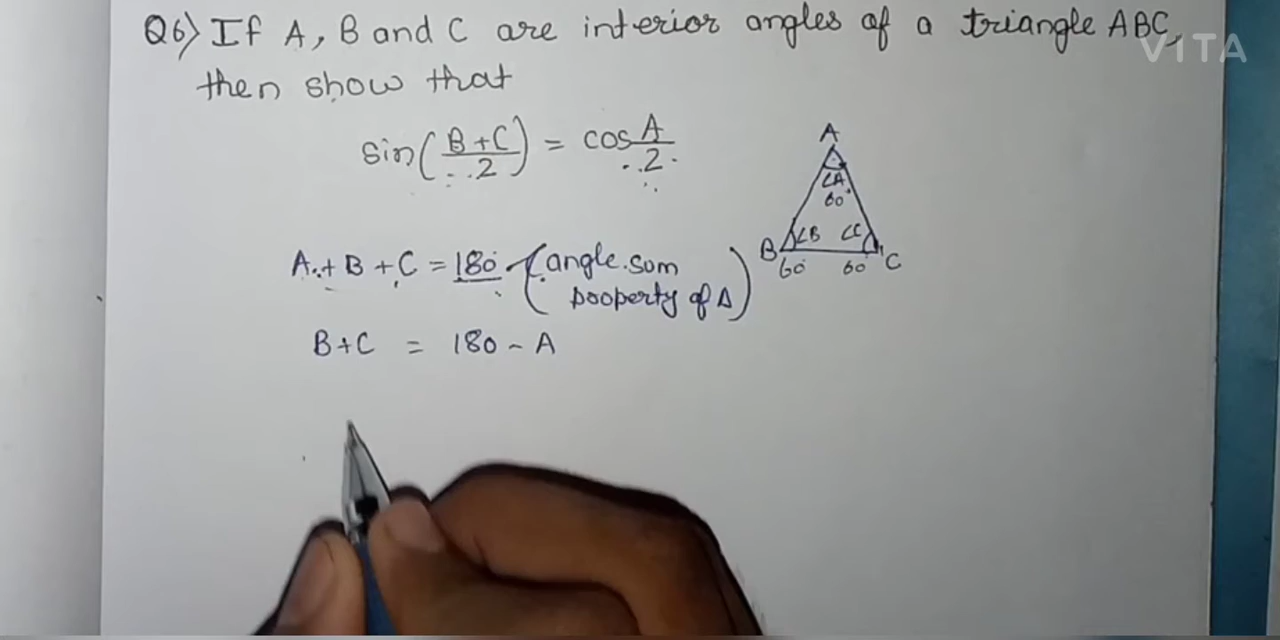 Q6) If A, B and C are interior angles of a triangle ABC,
VITA
then show that
sin(B+C/2) = cos A/2
A
∠A
60°
∠B ∠C
B C
60° 60°
A + B + C = 180 (angle sum
property of Δ)
B+C = 180 - A